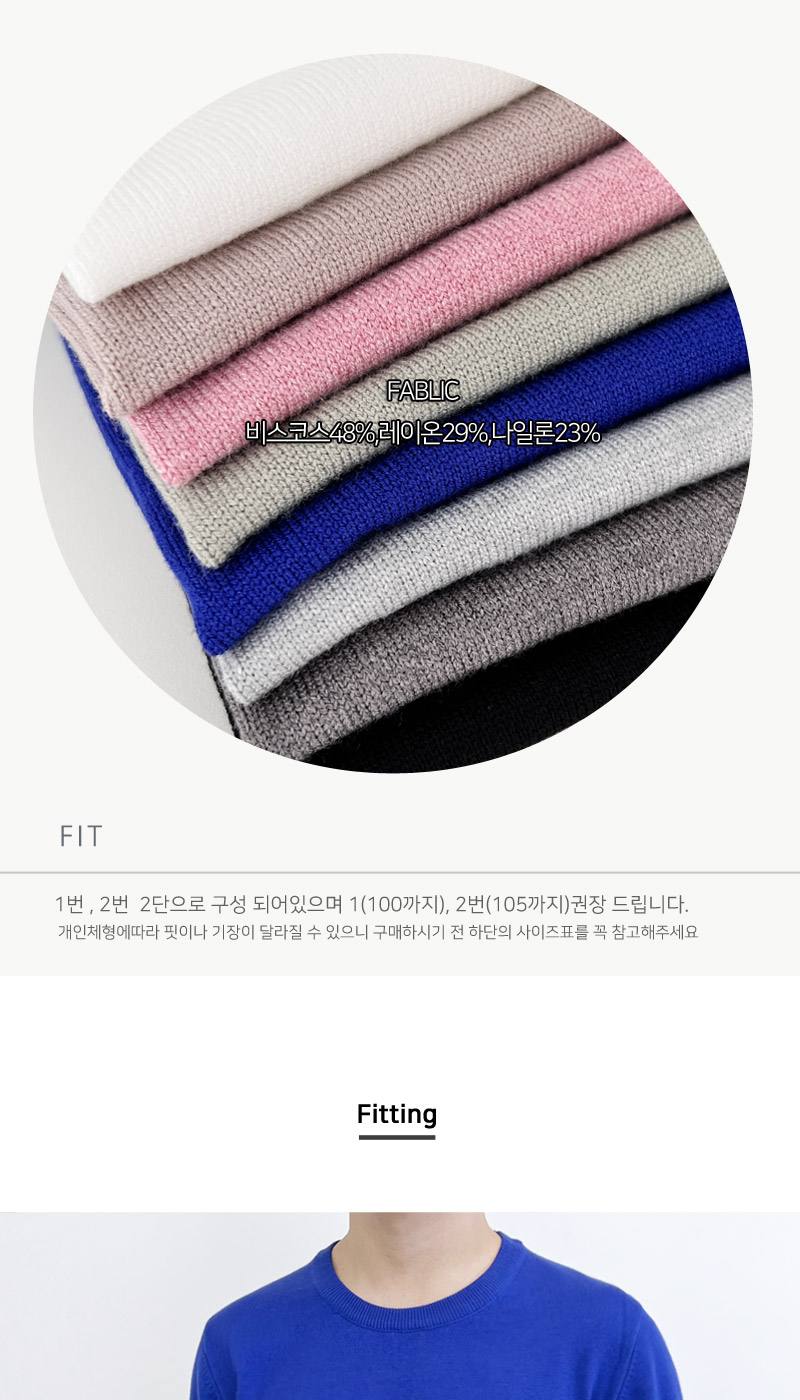 FABLIC
비스코스48%,레이온29%,나일론23%
FIT
1번 , 2번  2단으로 구성 되어있으며 1(100까지), 2번(105까지)권장 드립니다.
개인체형에따라 핏이나 기장이 달라질 수 있으니 구매하시기 전 하단의 사이즈표를 꼭 참고해주세요
Fitting